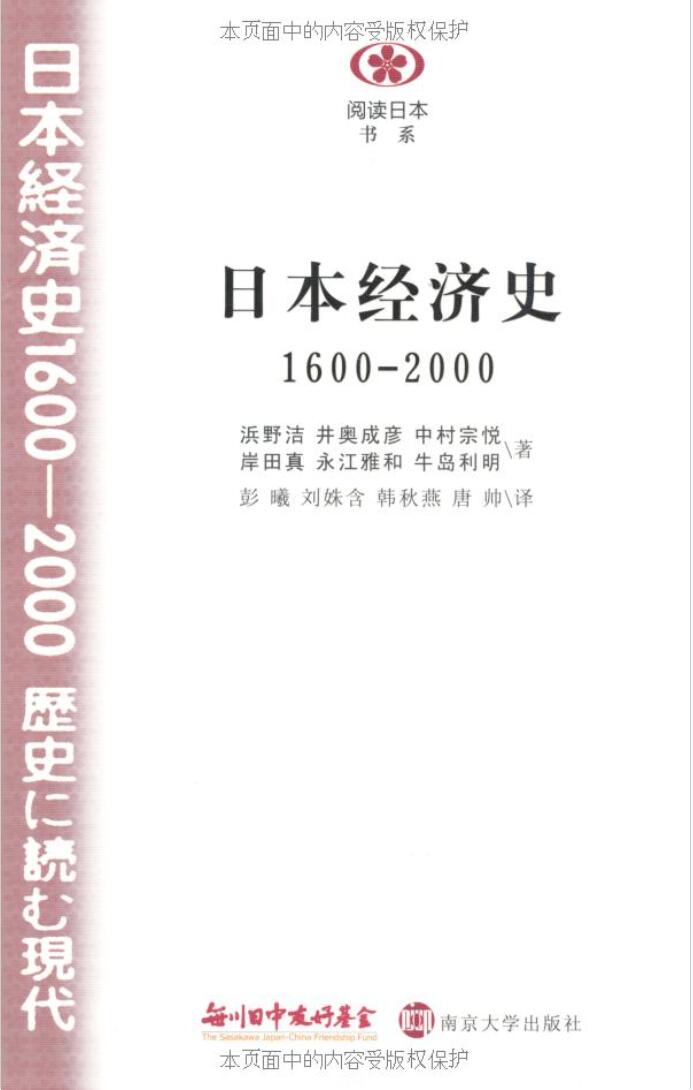 本页面中的内容受版权保护
阅读日本
书 系
日本经济史
1600-2000
浜野洁 井奥成彦 中村宗悦
岸田真 永江雅和 牛岛利明\著
彭 曦 刘姝含 韩秋燕 唐 帅\译
日本経済史1600—2000 歴史に読む現代
笹川日中友好基金
The Sasakawa Japan-China Friendship Fund
南京大学出版社
本页面中的内容受版权保护